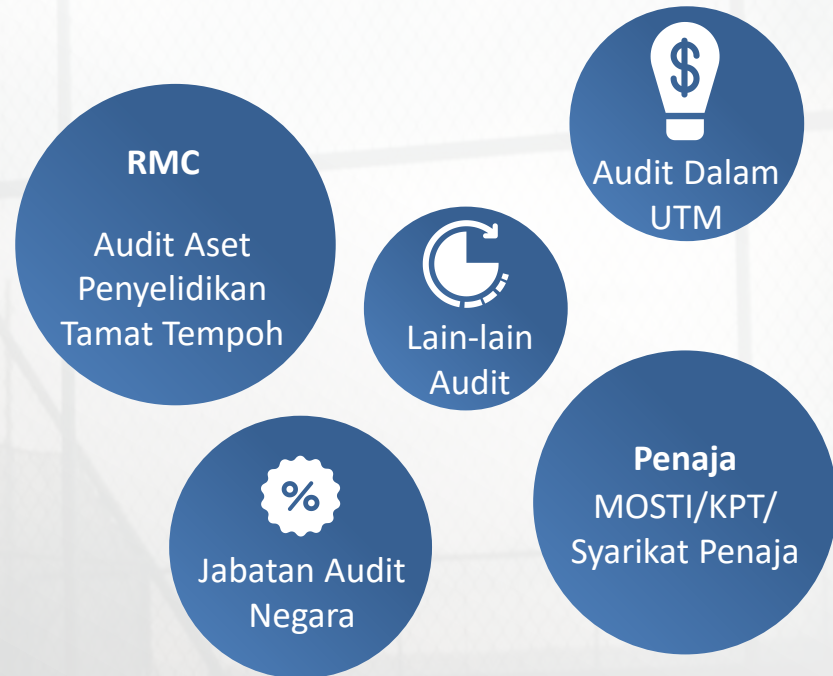 RMC
Audit Aset
Penyelidikan
Tamat Tempoh
$
Audit Dalam
UTM
Lain-lain
Audit
%
Jabatan Audit
Negara
Penaja
MOSTI/KPT/
Syarikat Penaja